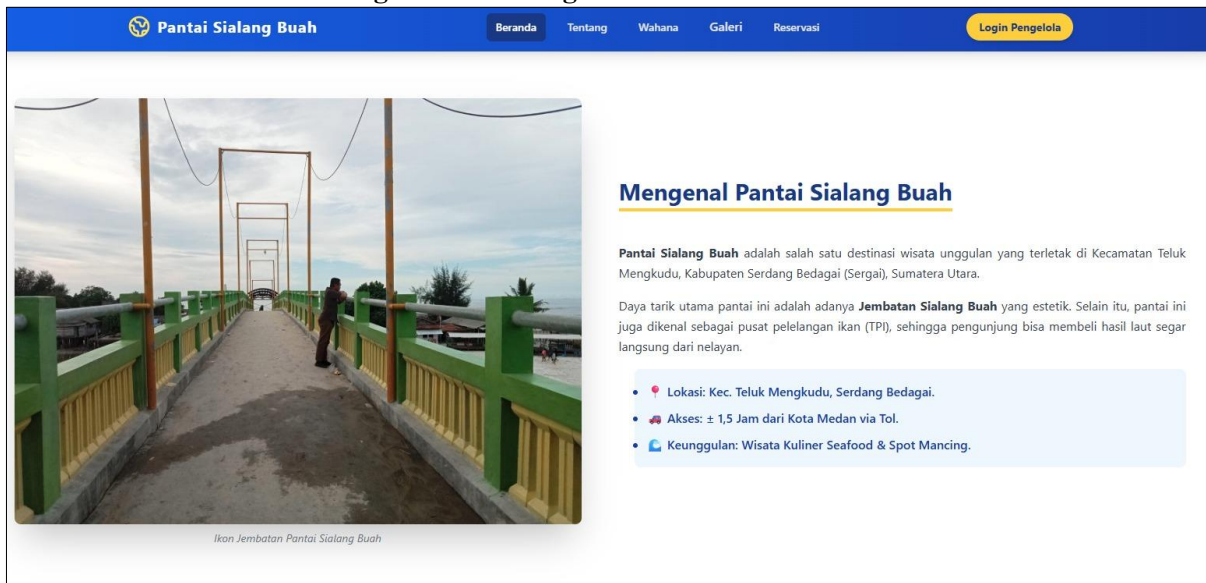 Pantai Sialang Buah
Beranda Tentang Wahana Galeri Reservasi
Login Pengelola
Mengenal Pantai Sialang Buah
Pantai Sialang Buah adalah salah satu destinasi wisata unggulan yang terletak di Kecamatan Teluk
Mengkudu, Kabupaten Serdang Bedagai (Sergai), Sumatera Utara.
Daya tarik utama pantai ini adalah adanya Jembatan Sialang Buah yang estetik. Selain itu, pantai ini
juga dikenal sebagai pusat pelelangan ikan (TPI), sehingga pengunjung bisa membeli hasil laut segar
langsung dari nelayan.
Lokasi: Kec. Teluk Mengkudu, Serdang Bedagai.
Akses: ± 1,5 Jam dari Kota Medan via Tol.
Keunggulan: Wisata Kuliner Seafood & Spot Mancing.
Ikon Jembatan Pantai Sialang Buah